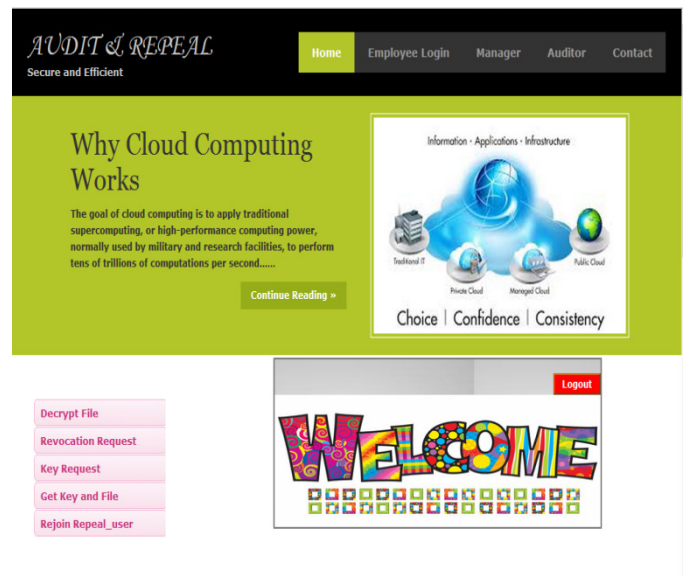 AUDIT & REPEAL
Secure and Efficient
Home Employee Login Manager Auditor Contact
Why Cloud Computing
Works
The goal of cloud computing is to apply traditional
supercomputing, or high-performance computing power,
normally used by military and research facilities, to perform
tens of trillions of computations per second......
Continue Reading »
Information - Applications - Infrastructure
Traditional IT
Private Cloud
Managed Cloud
Public Cloud
Choice | Confidence | Consistency
Logout
WELCOME
Decrypt File
Revocation Request
Key Request
Get Key and File
Rejoin Repeal_user